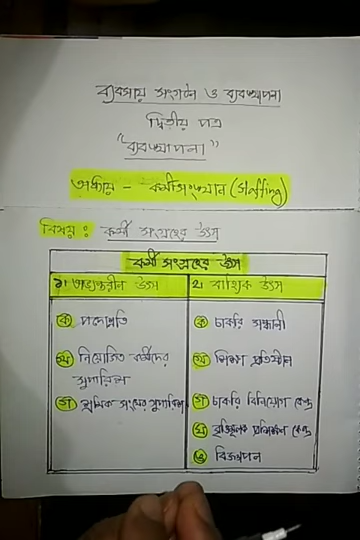 ব্যবসায় সংগঠন ও ব্যবস্থাপনা
দ্বিতীয় পত্র
"ব্যবস্থাপনা"
অধ্যায় - কর্মীসংস্থান (Staffing)
বিষয় : কর্মী সংগ্রহের উৎস
কর্মী সংগ্রহের উৎস
১। অভ্যন্তরীন উৎস
২। বাহ্যিক উৎস
ক পদোন্নতি
খ নিয়োজিত কর্মীদের
সুপারিশ
গ শ্রমিক সংঘের সুপারিশ
ক চাকরি সন্ধানী
খ শিক্ষা প্রতিষ্ঠান
গ চাকরি বিনিয়োগ কেন্দ্র
ঘ বৃত্তিমূলক প্রশিক্ষণ কেন্দ্র
ঙ বিজ্ঞাপন